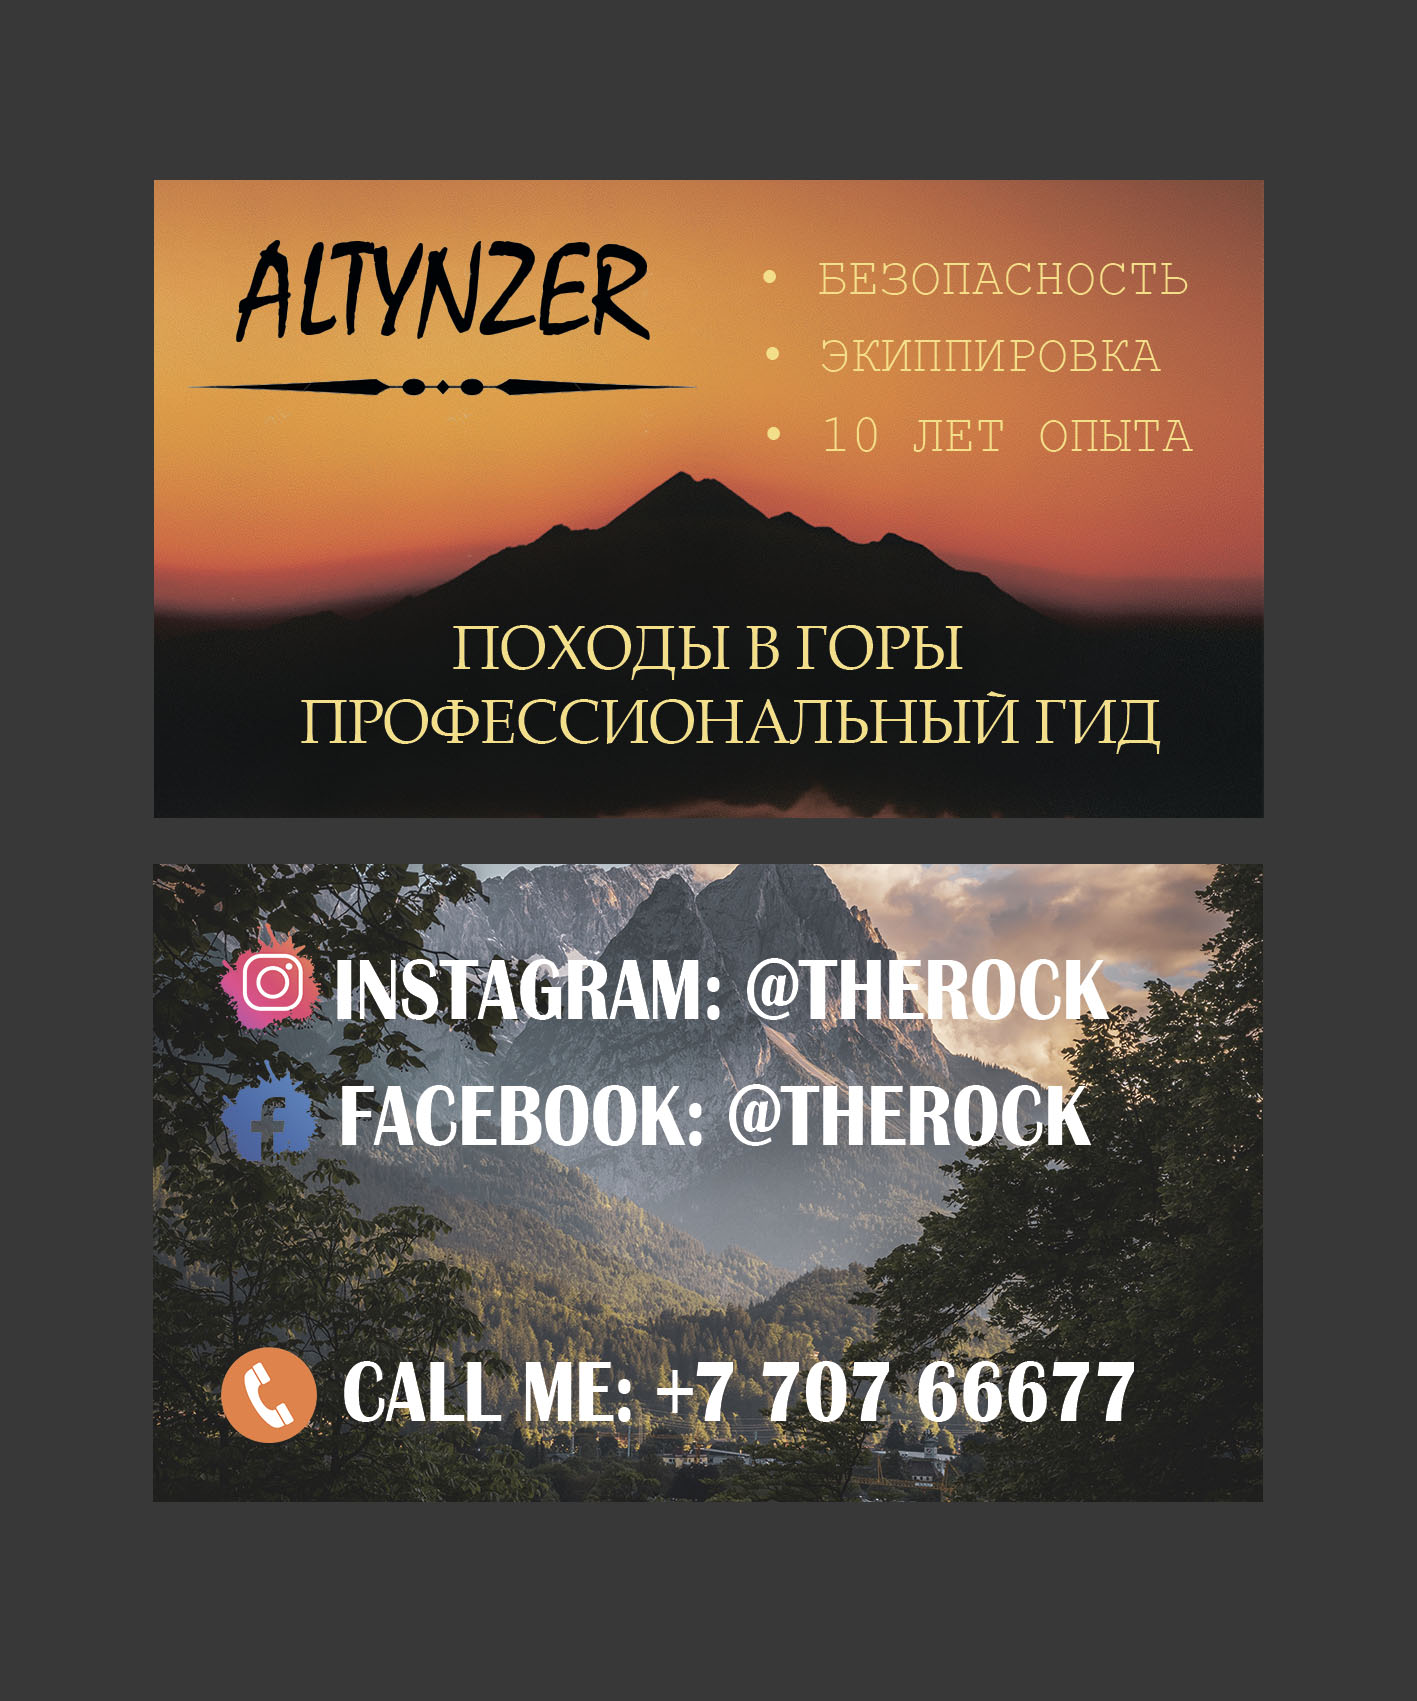 ALTYNZER
• БЕЗОПАСНОСТЬ
• ЭКИППИРОВКА
• 10 ЛЕТ ОПЫТА
ПОХОДЫ В ГОРЫ
ПРОФЕССИОНАЛЬНЫЙ ГИД
INSTAGRAM: @THEROCK
FACEBOOK: @THEROCK
CALL ME: +7 707 66677